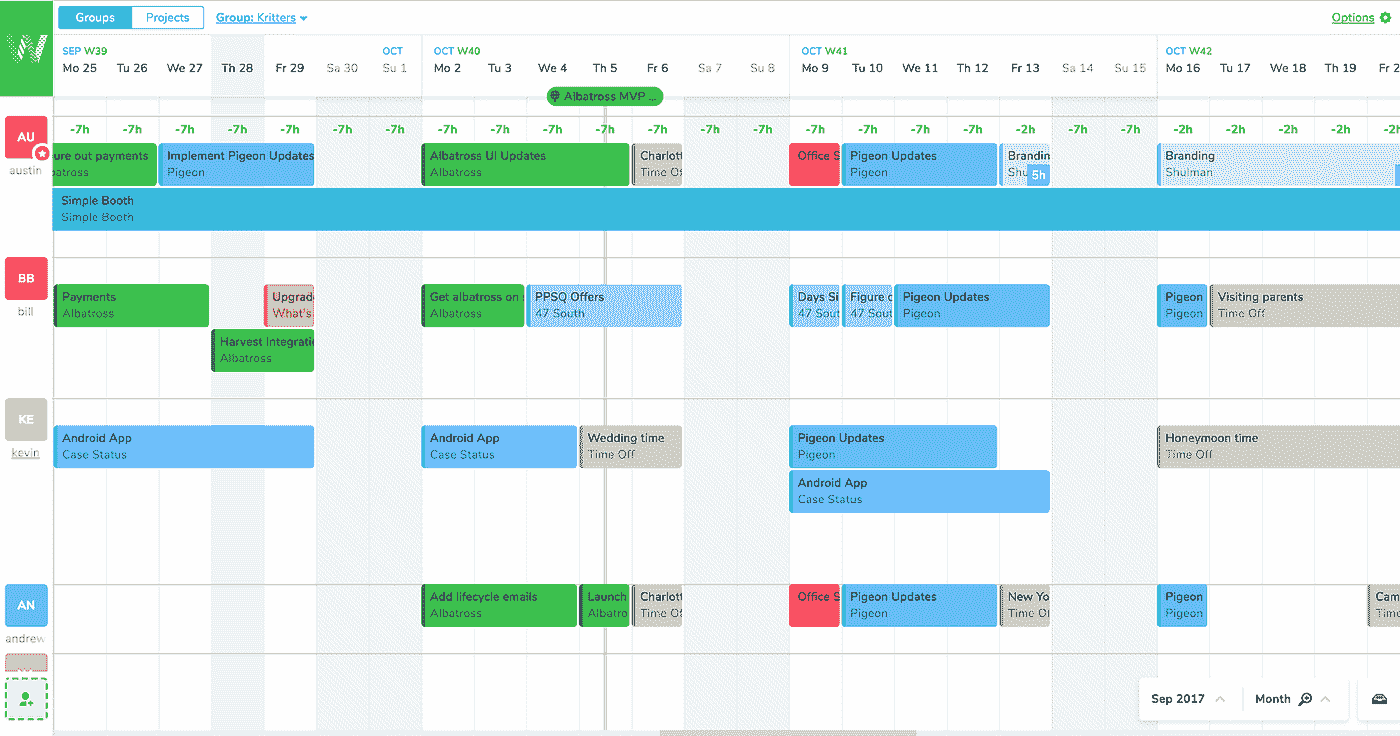 W
Groups Projects Group: Kritters Options
SEP W39 OCT OCT W40 OCT W41 OCT W42
Mo 25 Tu 26 We 27 Th 28 Fr 29 Sa 30 Su 1 Mo 2 Tu 3 We 4 Th 5 Fr 6 Sa 7 Su 8 Mo 9 Tu 10 We 11 Th 12 Fr 13 Sa 14 Su 15 Mo 16 Tu 17 We 18 Th 19 Fr 2
Albatross MVP ...
-7h -7h -7h -7h -7h -7h -7h -7h -7h -7h -7h -7h -7h -7h -7h -7h -7h -7h -2h -7h -7h -2h -2h -2h -2h -2h
AU
austin
ure out payments Implement Pigeon Updates Albatross UI Updates Charlot Office S Pigeon Updates Brandin Branding
batross Pigeon Albatross Time Of Pigeon Shu 5h Shulman
Simple Booth
Simple Booth
BB
bill
Payments Upgrad Get albatross on PPSQ Offers Days Si Figure o Pigeon Updates Pigeon Visiting parents
Albatross What's Albatross 47 South 47 Sout 47 Sout Pigeon Pigeon Time Off
Harvest Integrati
Albatross
KE
kevin
Android App Android App Wedding time Pigeon Updates Honeymoon time
Case Status Case Status Time Off Pigeon Time Off
Android App
Case Status
AN
andrew
Add lifecycle emails Launch Charlot Office S Pigeon Updates New Yo Pigeon Cam
Albatross Albatro Time Of Pigeon Time Of Pigeon Time
Sep 2017 Month